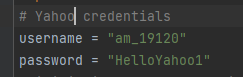 # Yahoo credentials
username = "am_19120"
password = "HelloYahoo1"